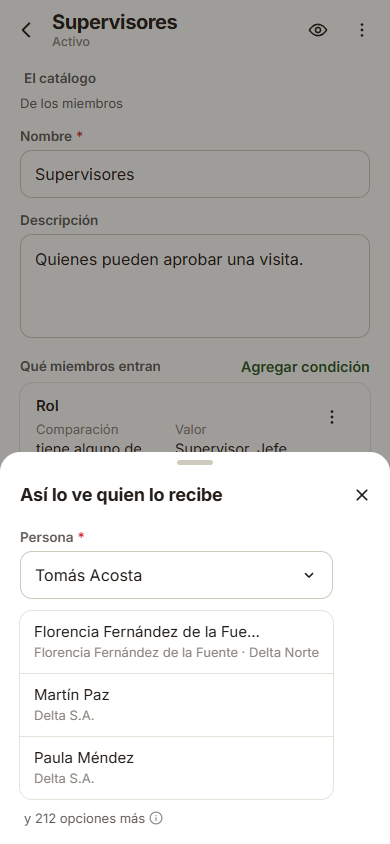 Supervisores
Activo
El catálogo
De los miembros
Nombre *
Supervisores
Descripción
Quienes pueden aprobar una visita.
Qué miembros entran
Agregar condición
Rol
Comparación
Valor
tiene alguno de
Supervisor, Jefe
Así lo ve quien lo recibe
Persona *
Tomás Acosta
Florencia Fernández de la Fue...
Florencia Fernández de la Fuente · Delta Norte
Martín Paz
Delta S.A.
Paula Méndez
Delta S.A.
y 212 opciones más